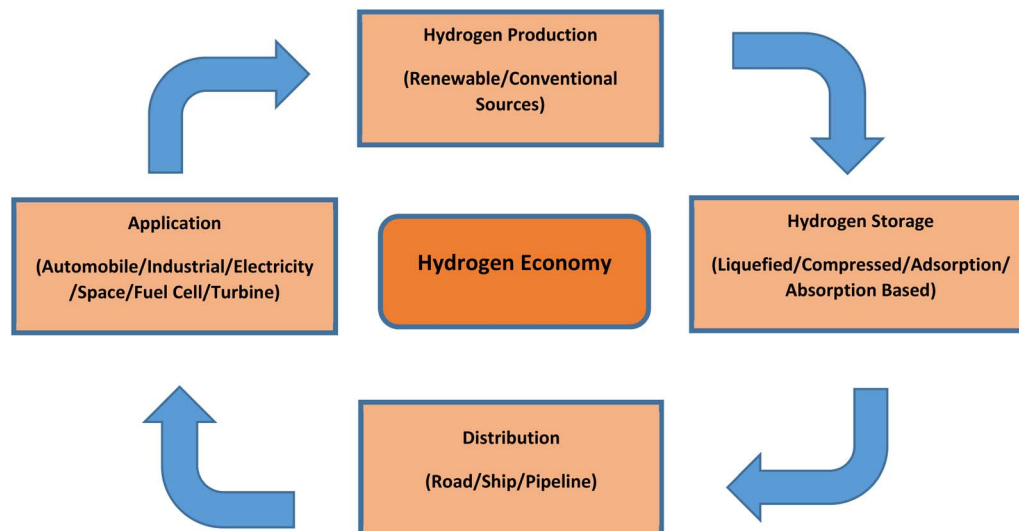 Hydrogen Production
(Renewable/Conventional
Sources)
Application
(Automobile/Industrial/Electricity
/Space/Fuel Cell/Turbine)
Hydrogen Economy
Hydrogen Storage
(Liquefied/Compressed/Adsorption/
Absorption Based)
Distribution
(Road/Ship/Pipeline)